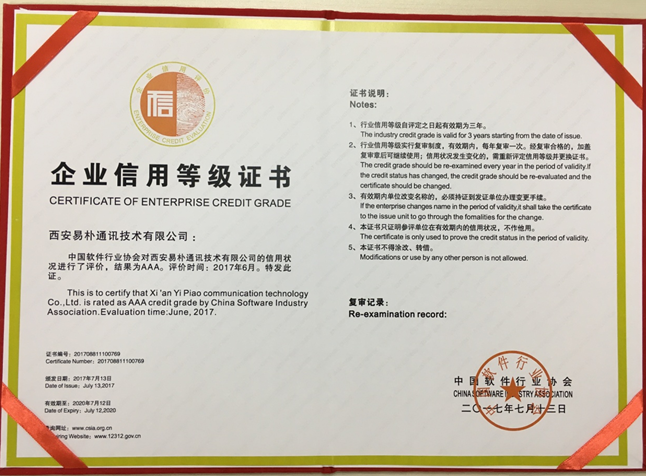 企业信用评价
信
ENTERPRISE CREDIT EVALUATION
企业信用等级证书
CERTIFICATE OF ENTERPRISE CREDIT GRADE
西安易朴通讯技术有限公司：
中国软件行业协会对西安易朴通讯技术有限公司的信用状
况进行了评价，结果为AAA。评价时间：2017年6月。特发此
证。
This is to certify that Xi 'an Yi Piao communication technology
Co.,Ltd. is rated as AAA credit grade by China Software Industry
Association.Evaluation time:June, 2017.
证书编号：201708811100769
Certificate Number：201708811100769
颁发日期：2017年7月13日
Date of Issue：July 13,2017
有效期至：2020年7月12日
Date of Expiry：July 12,2020
查询网址：www.csia.org.cn
iring Website：www.12312.gov.cn
证书说明：
Notes:
1、行业信用等级自评定之日起有效期为三年。
The industry credit grade is valid for 3 years starting from the date of issue.
2、行业信用等级实行复审制度，有效期内，每年复审一次。经复审合格的，加盖
复审章后可继续使用；信用状况发生变化的，需重新评定信用等级并更换证书。
The credit grade should be re-examined every year in the period of validity.If
the credit status has changed, the credit grade should be re-evaluated and the
certificate should be changed.
3、有效期内单位改变名称的，必须持证到发证单位办理变更手续。
If the enterprise changes name in the period of validity,it shall take the certificate
to the issue unit to go through the fomalities for the change.
4、本证书只证明参评单位在有效期内的信用状况，不作他用。
The certificate is only used to prove the credit status in the period of validity.
5、本证书不得涂改、转借。
Modifications or use by any other person is not allowed.
复审记录：
Re-examination record:
中国软件行业协会
CHINA SOFTWARE INDUSTRY ASSOCIATION
二〇一七年七月十三日